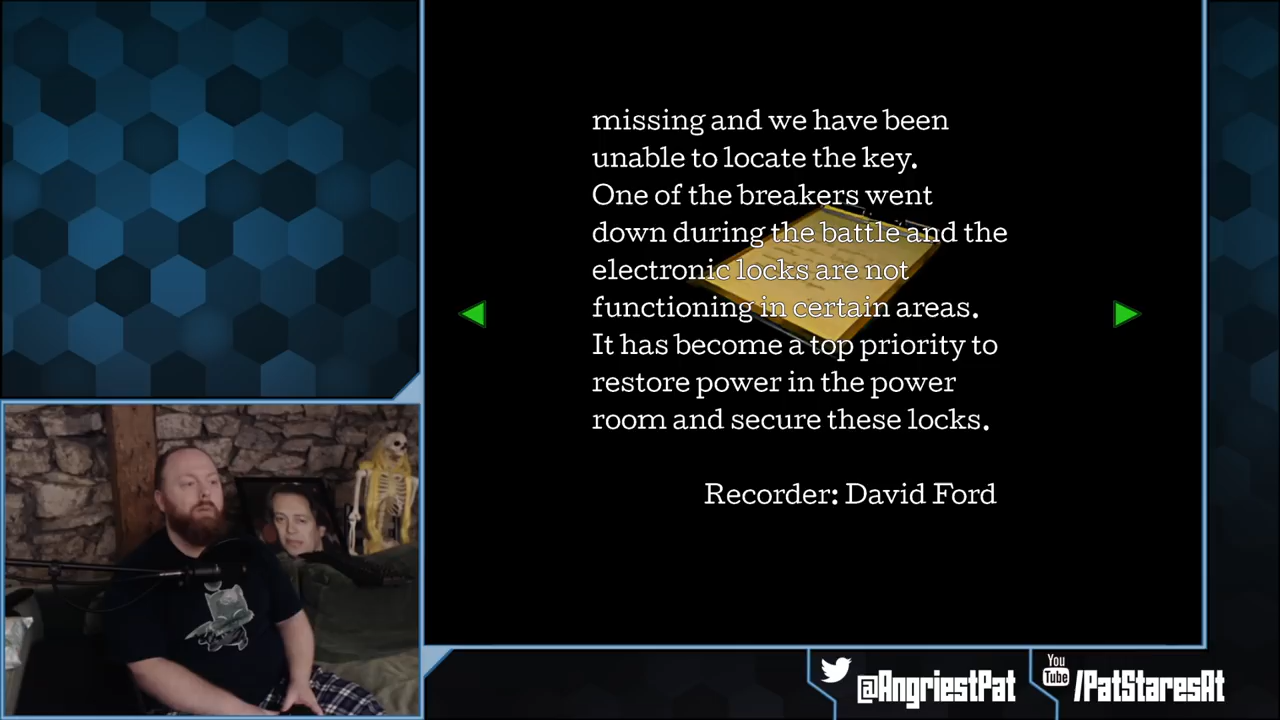 missing and we have been
unable to locate the key.
One of the breakers went
down during the battle and the
electronic locks are not
functioning in certain areas.
It has become a top priority to
restore power in the power
room and secure these locks.
Recorder: David Ford
@AngriestPat
You
Tube
/PatStaresAt